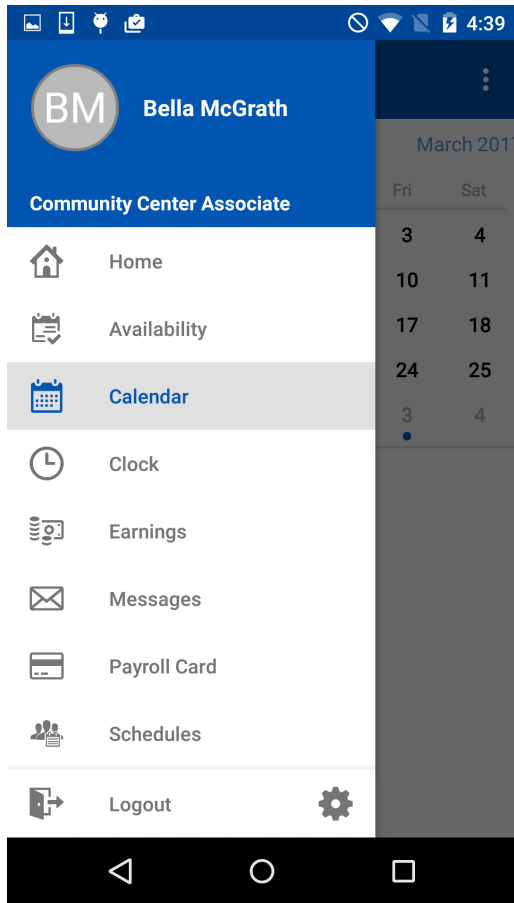 4:39
BM
Bella McGrath
Community Center Associate
March 201
Fri Sat
3 4
10 11
17 18
24 25
3 4
Home
Availability
Calendar
Clock
Earnings
Messages
Payroll Card
Schedules
Logout